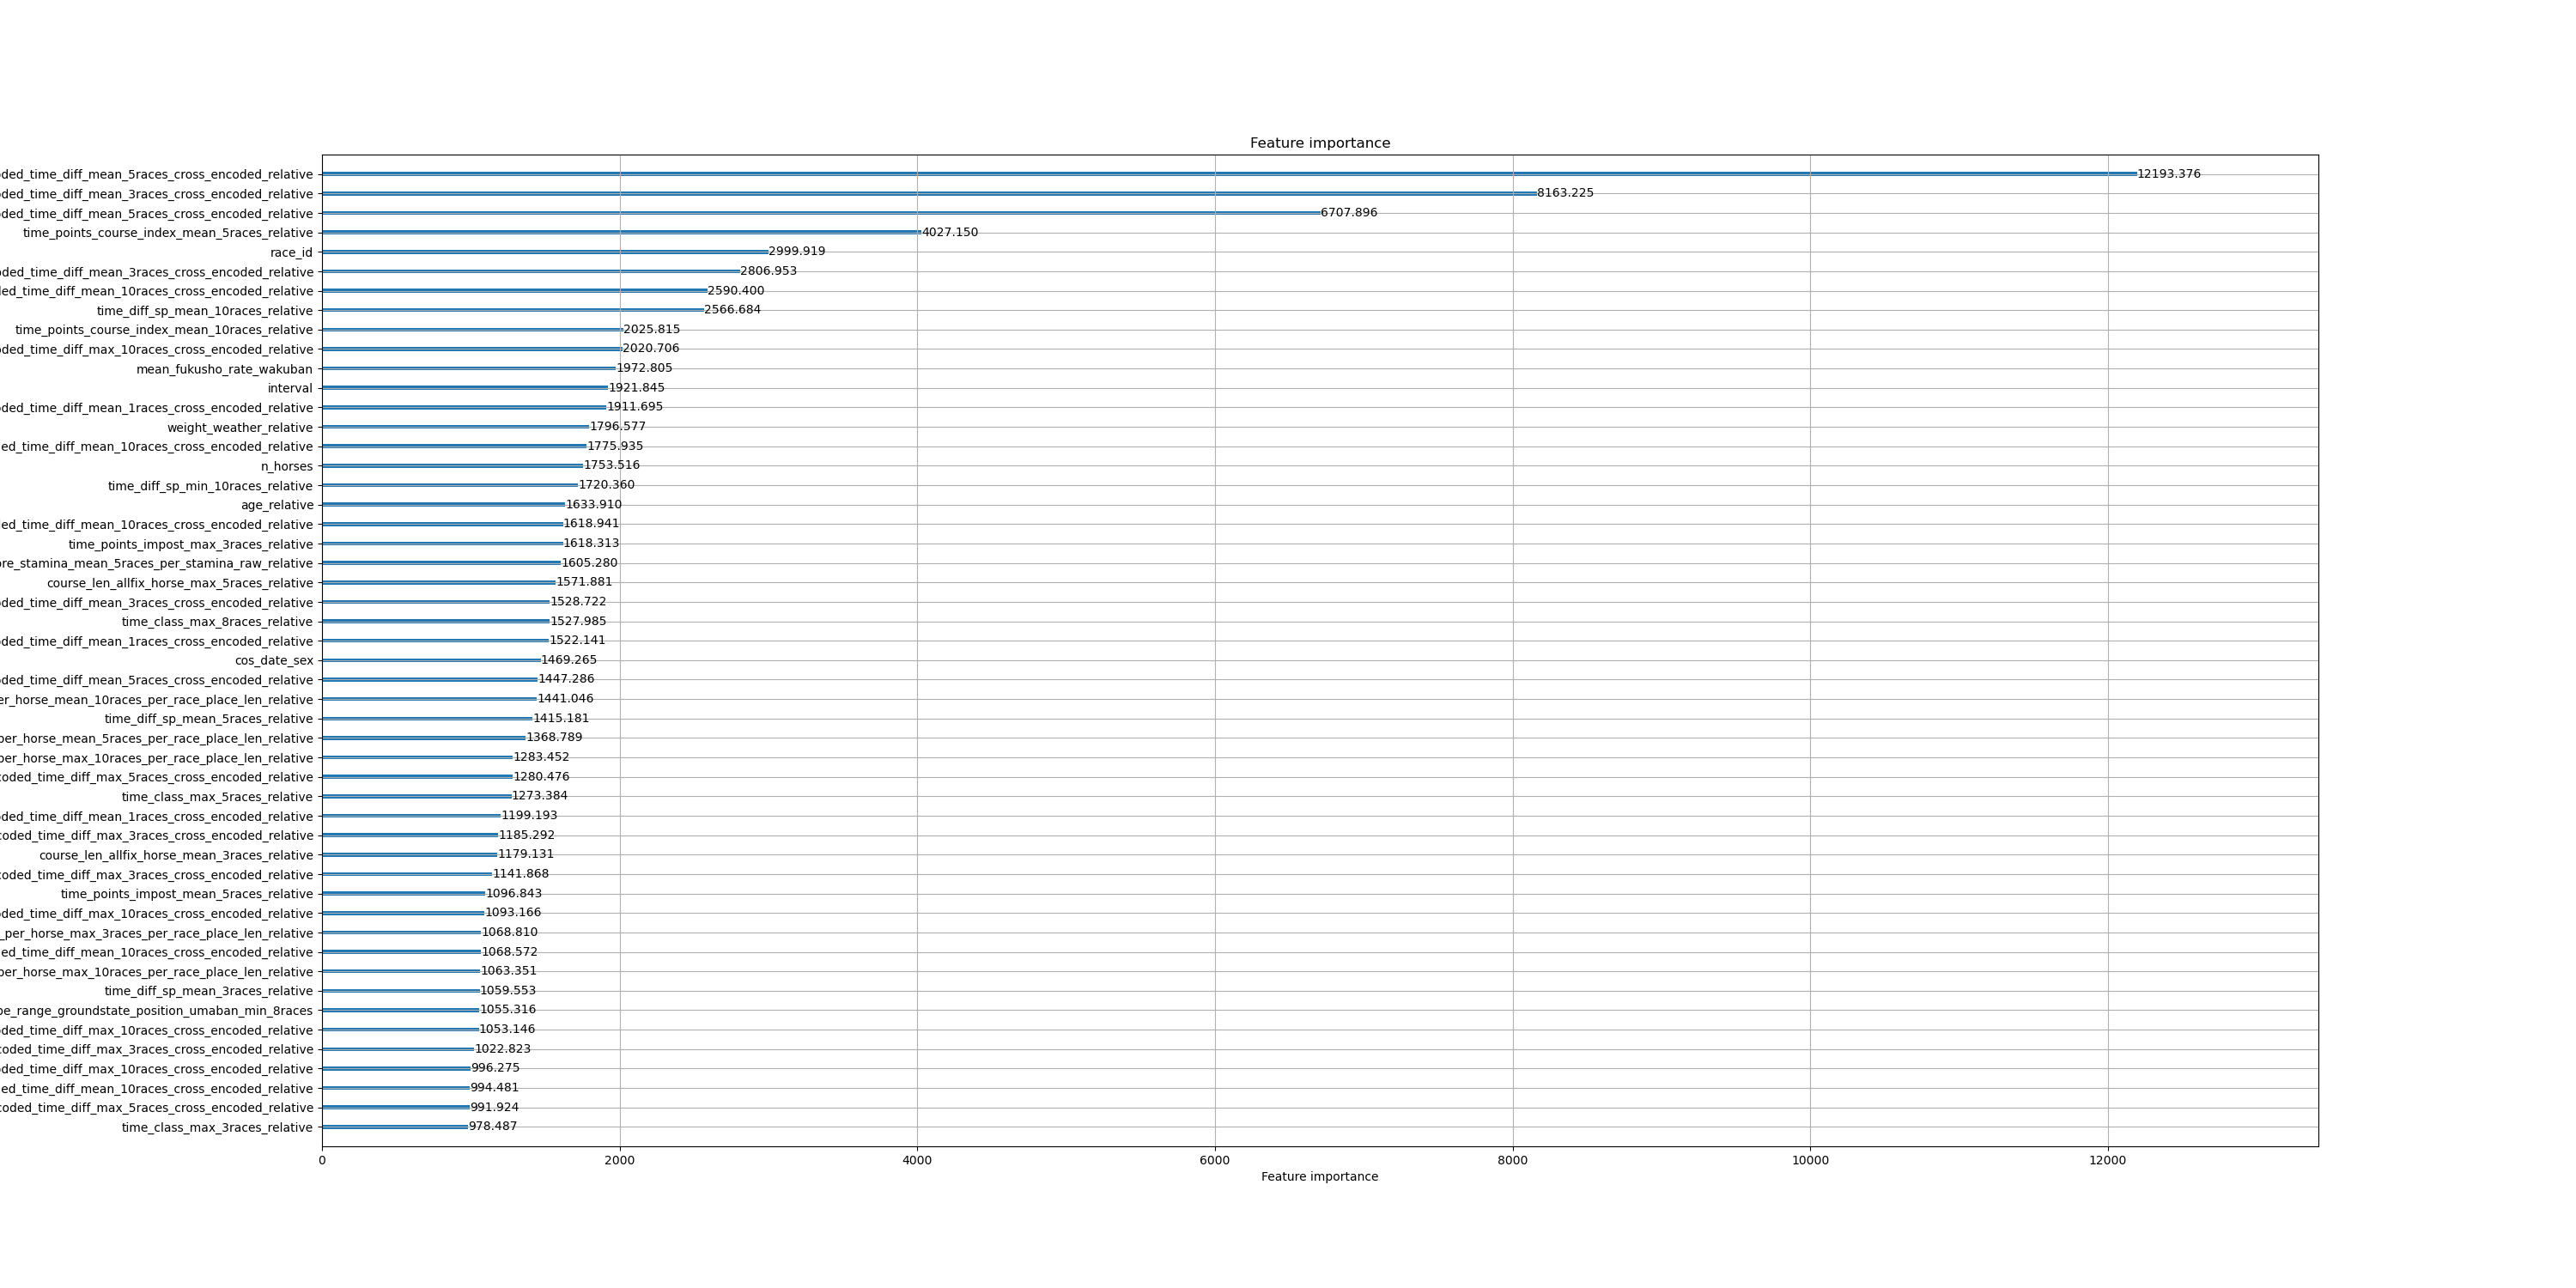 Feature importance
ded_time_diff_mean_5races_cross_encoded_relative 12193.376
ded_time_diff_mean_3races_cross_encoded_relative 8163.225
ded_time_diff_mean_5races_cross_encoded_relative 6707.896
time_points_course_index_mean_5races_relative 4027.150
race_id 2999.919
ded_time_diff_mean_3races_cross_encoded_relative 2806.953
ed_time_diff_mean_10races_cross_encoded_relative 2590.400
time_diff_sp_mean_10races_relative 2566.684
time_points_course_index_mean_10races_relative 2025.815
ded_time_diff_max_10races_cross_encoded_relative 2020.706
mean_fukusho_rate_wakuban 1972.805
interval 1921.845
ded_time_diff_mean_1races_cross_encoded_relative 1911.695
weight_weather_relative 1796.577
ed_time_diff_mean_10races_cross_encoded_relative 1775.935
n_horses 1753.516
time_diff_sp_min_10races_relative 1720.360
age_relative 1633.910
ed_time_diff_mean_10races_cross_encoded_relative 1618.941
time_points_impost_max_3races_relative 1618.313
re_stamina_mean_5races_per_stamina_raw_relative 1605.280
course_len_allfix_horse_max_5races_relative 1571.881
ded_time_diff_mean_3races_cross_encoded_relative 1528.722
time_class_max_8races_relative 1527.985
ded_time_diff_mean_1races_cross_encoded_relative 1522.141
cos_date_sex 1469.265
ded_time_diff_mean_5races_cross_encoded_relative 1447.286
er_horse_mean_10races_per_race_place_len_relative 1441.046
time_diff_sp_mean_5races_relative 1415.181
per_horse_mean_5races_per_race_place_len_relative 1368.789
per_horse_max_10races_per_race_place_len_relative 1283.452
coded_time_diff_max_5races_cross_encoded_relative 1280.476
time_class_max_5races_relative 1273.384
ded_time_diff_mean_1races_cross_encoded_relative 1199.193
coded_time_diff_max_3races_cross_encoded_relative 1185.292
course_len_allfix_horse_mean_3races_relative 1179.131
coded_time_diff_max_3races_cross_encoded_relative 1141.868
time_points_impost_mean_5races_relative 1096.843
ded_time_diff_max_10races_cross_encoded_relative 1093.166
_per_horse_max_3races_per_race_place_len_relative 1068.810
ed_time_diff_mean_10races_cross_encoded_relative 1068.572
per_horse_max_10races_per_race_place_len_relative 1063.351
time_diff_sp_mean_3races_relative 1059.553
pe_range_groundstate_position_umaban_min_8races 1055.316
ded_time_diff_max_10races_cross_encoded_relative 1053.146
coded_time_diff_max_3races_cross_encoded_relative 1022.823
ded_time_diff_max_10races_cross_encoded_relative 996.275
ed_time_diff_mean_10races_cross_encoded_relative 994.481
coded_time_diff_max_5races_cross_encoded_relative 991.924
time_class_max_3races_relative 978.487
0 2000 4000 6000 8000 10000 12000
Feature importance